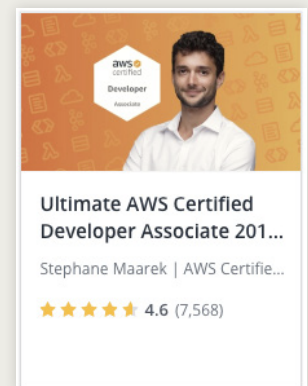 aws
certified
Developer
Associate
Ultimate AWS Certified
Developer Associate 201...
Stephane Maarek | AWS Certifie...
4.6 (7,568)